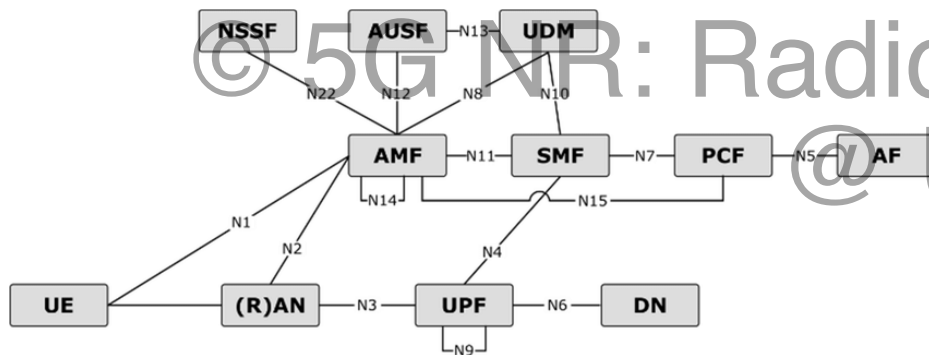 © 5G NR: Radio
NSSF AUSF N13 UDM
N22 N12 N8 N10
@
AMF N11 SMF N7 PCF N5 AF
N14 N15
N1 N2 N4
UE (R)AN N3 UPF N6 DN
N9